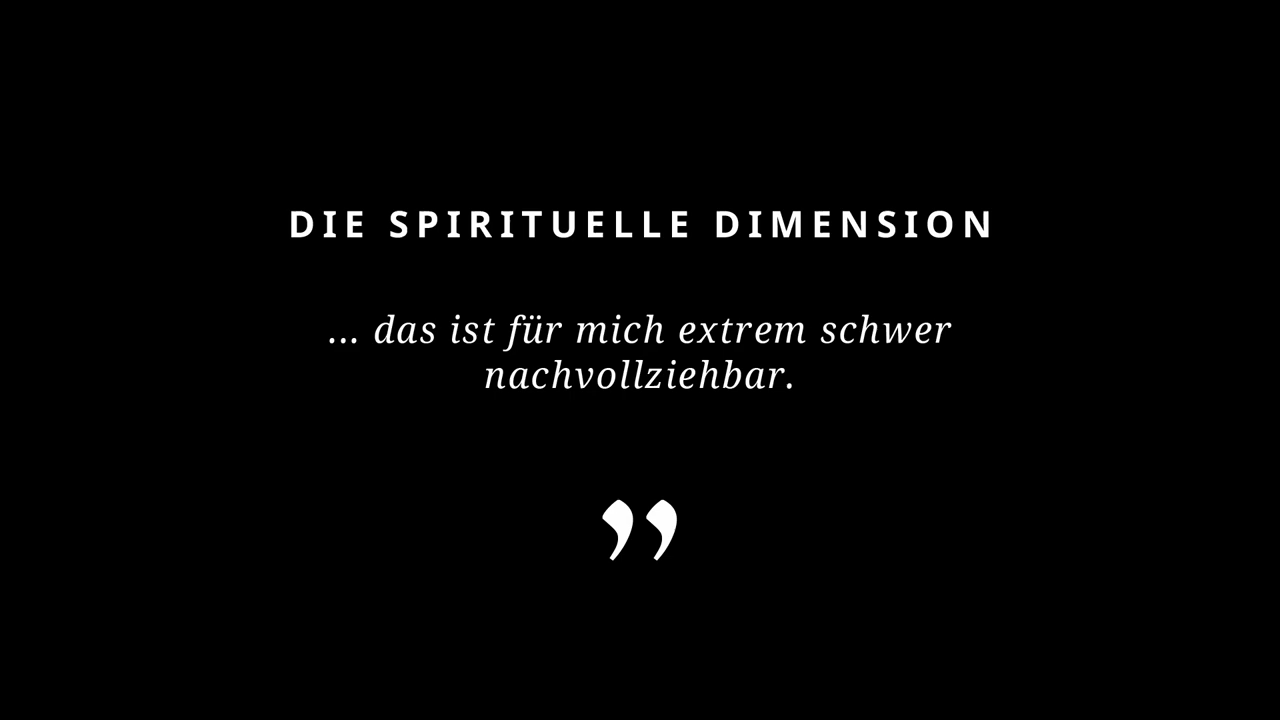 DIE SPIRITUELLE DIMENSION
... das ist für mich extrem schwer
nachvollziehbar.
”